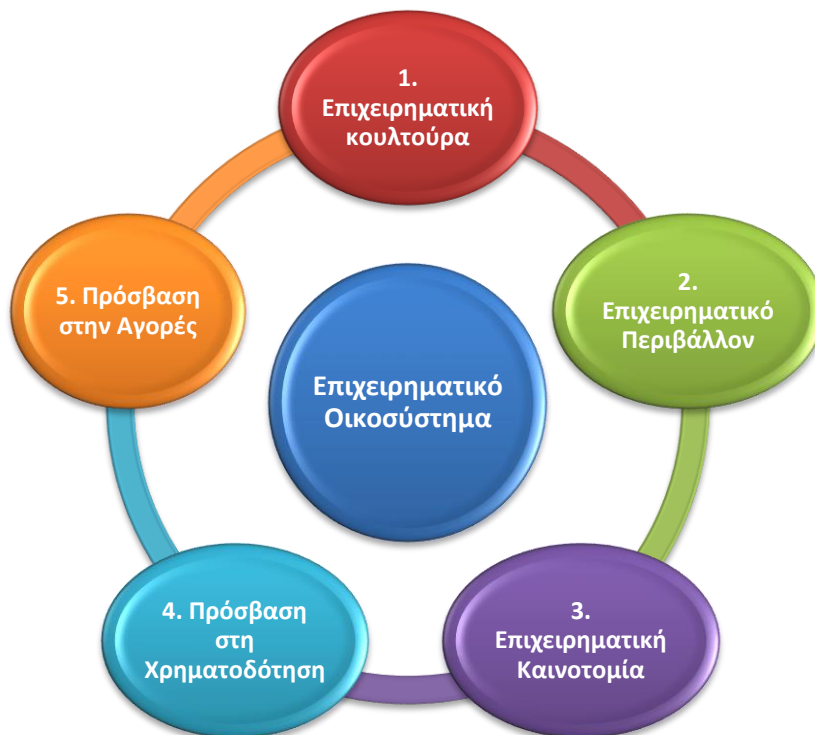 1.
Επιχειρηματική
κουλτούρα
2.
Επιχειρηματικό
Περιβάλλον
3.
Επιχειρηματική
Καινοτομία
4. Πρόσβαση
στη
Χρηματοδότηση
5. Πρόσβαση
στην Αγορές
Επιχειρηματικό
Οικοσύστημα